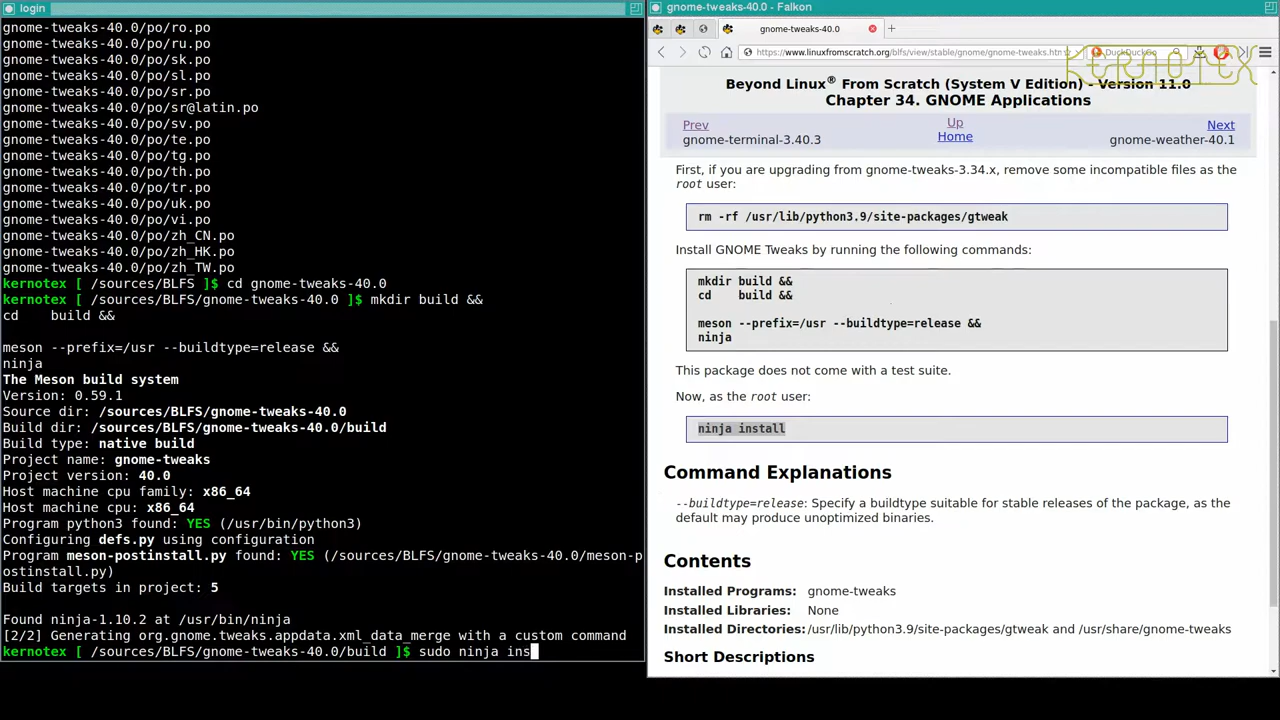 login
gnome-tweaks-40.0/po/ro.po
gnome-tweaks-40.0/po/ru.po
gnome-tweaks-40.0/po/sk.po
gnome-tweaks-40.0/po/sl.po
gnome-tweaks-40.0/po/sr.po
gnome-tweaks-40.0/po/sr@latin.po
gnome-tweaks-40.0/po/sv.po
gnome-tweaks-40.0/po/te.po
gnome-tweaks-40.0/po/tg.po
gnome-tweaks-40.0/po/th.po
gnome-tweaks-40.0/po/tr.po
gnome-tweaks-40.0/po/uk.po
gnome-tweaks-40.0/po/vi.po
gnome-tweaks-40.0/po/zh_CN.po
gnome-tweaks-40.0/po/zh_HK.po
gnome-tweaks-40.0/po/zh_TW.po
kernotex [ /sources/BLFS ]$ cd gnome-tweaks-40.0
kernotex [ /sources/BLFS/gnome-tweaks-40.0 ]$ mkdir build &&
cd    build &&
meson --prefix=/usr --buildtype=release &&
ninja
The Meson build system
Version: 0.59.1
Source dir: /sources/BLFS/gnome-tweaks-40.0
Build dir: /sources/BLFS/gnome-tweaks-40.0/build
Build type: native build
Project name: gnome-tweaks
Project version: 40.0
Host machine cpu family: x86_64
Host machine cpu: x86_64
Program python3 found: YES (/usr/bin/python3)
Configuring defs.py using configuration
Program meson-postinstall.py found: YES (/sources/BLFS/gnome-tweaks-40.0/meson-p
ostinstall.py)
Build targets in project: 5
Found ninja-1.10.2 at /usr/bin/ninja
[2/2] Generating org.gnome.tweaks.appdata.xml_data_merge with a custom command
kernotex [ /sources/BLFS/gnome-tweaks-40.0/build ]$ sudo ninja ins
gnome-tweaks-40.0 - Falkon
gnome-tweaks-40.0
https://www.linuxfromscratch.org/blfs/view/stable/gnome/gnome-tweaks.htm
DuckDuckGo
KERNOTEX
Beyond Linux® From Scratch (System V Edition) - Version 11.0
Chapter 34. GNOME Applications
Prev Up Next
gnome-terminal-3.40.3 Home gnome-weather-40.1
First, if you are upgrading from gnome-tweaks-3.34.x, remove some incompatible files as the
root user:
rm -rf /usr/lib/python3.9/site-packages/gtweak
Install GNOME Tweaks by running the following commands:
mkdir build &&
cd    build &&
meson --prefix=/usr --buildtype=release &&
ninja
This package does not come with a test suite.
Now, as the root user:
ninja install
Command Explanations
--buildtype=release: Specify a buildtype suitable for stable releases of the package, as the
default may produce unoptimized binaries.
Contents
Installed Programs: gnome-tweaks
Installed Libraries: None
Installed Directories: /usr/lib/python3.9/site-packages/gtweak and /usr/share/gnome-tweaks
Short Descriptions